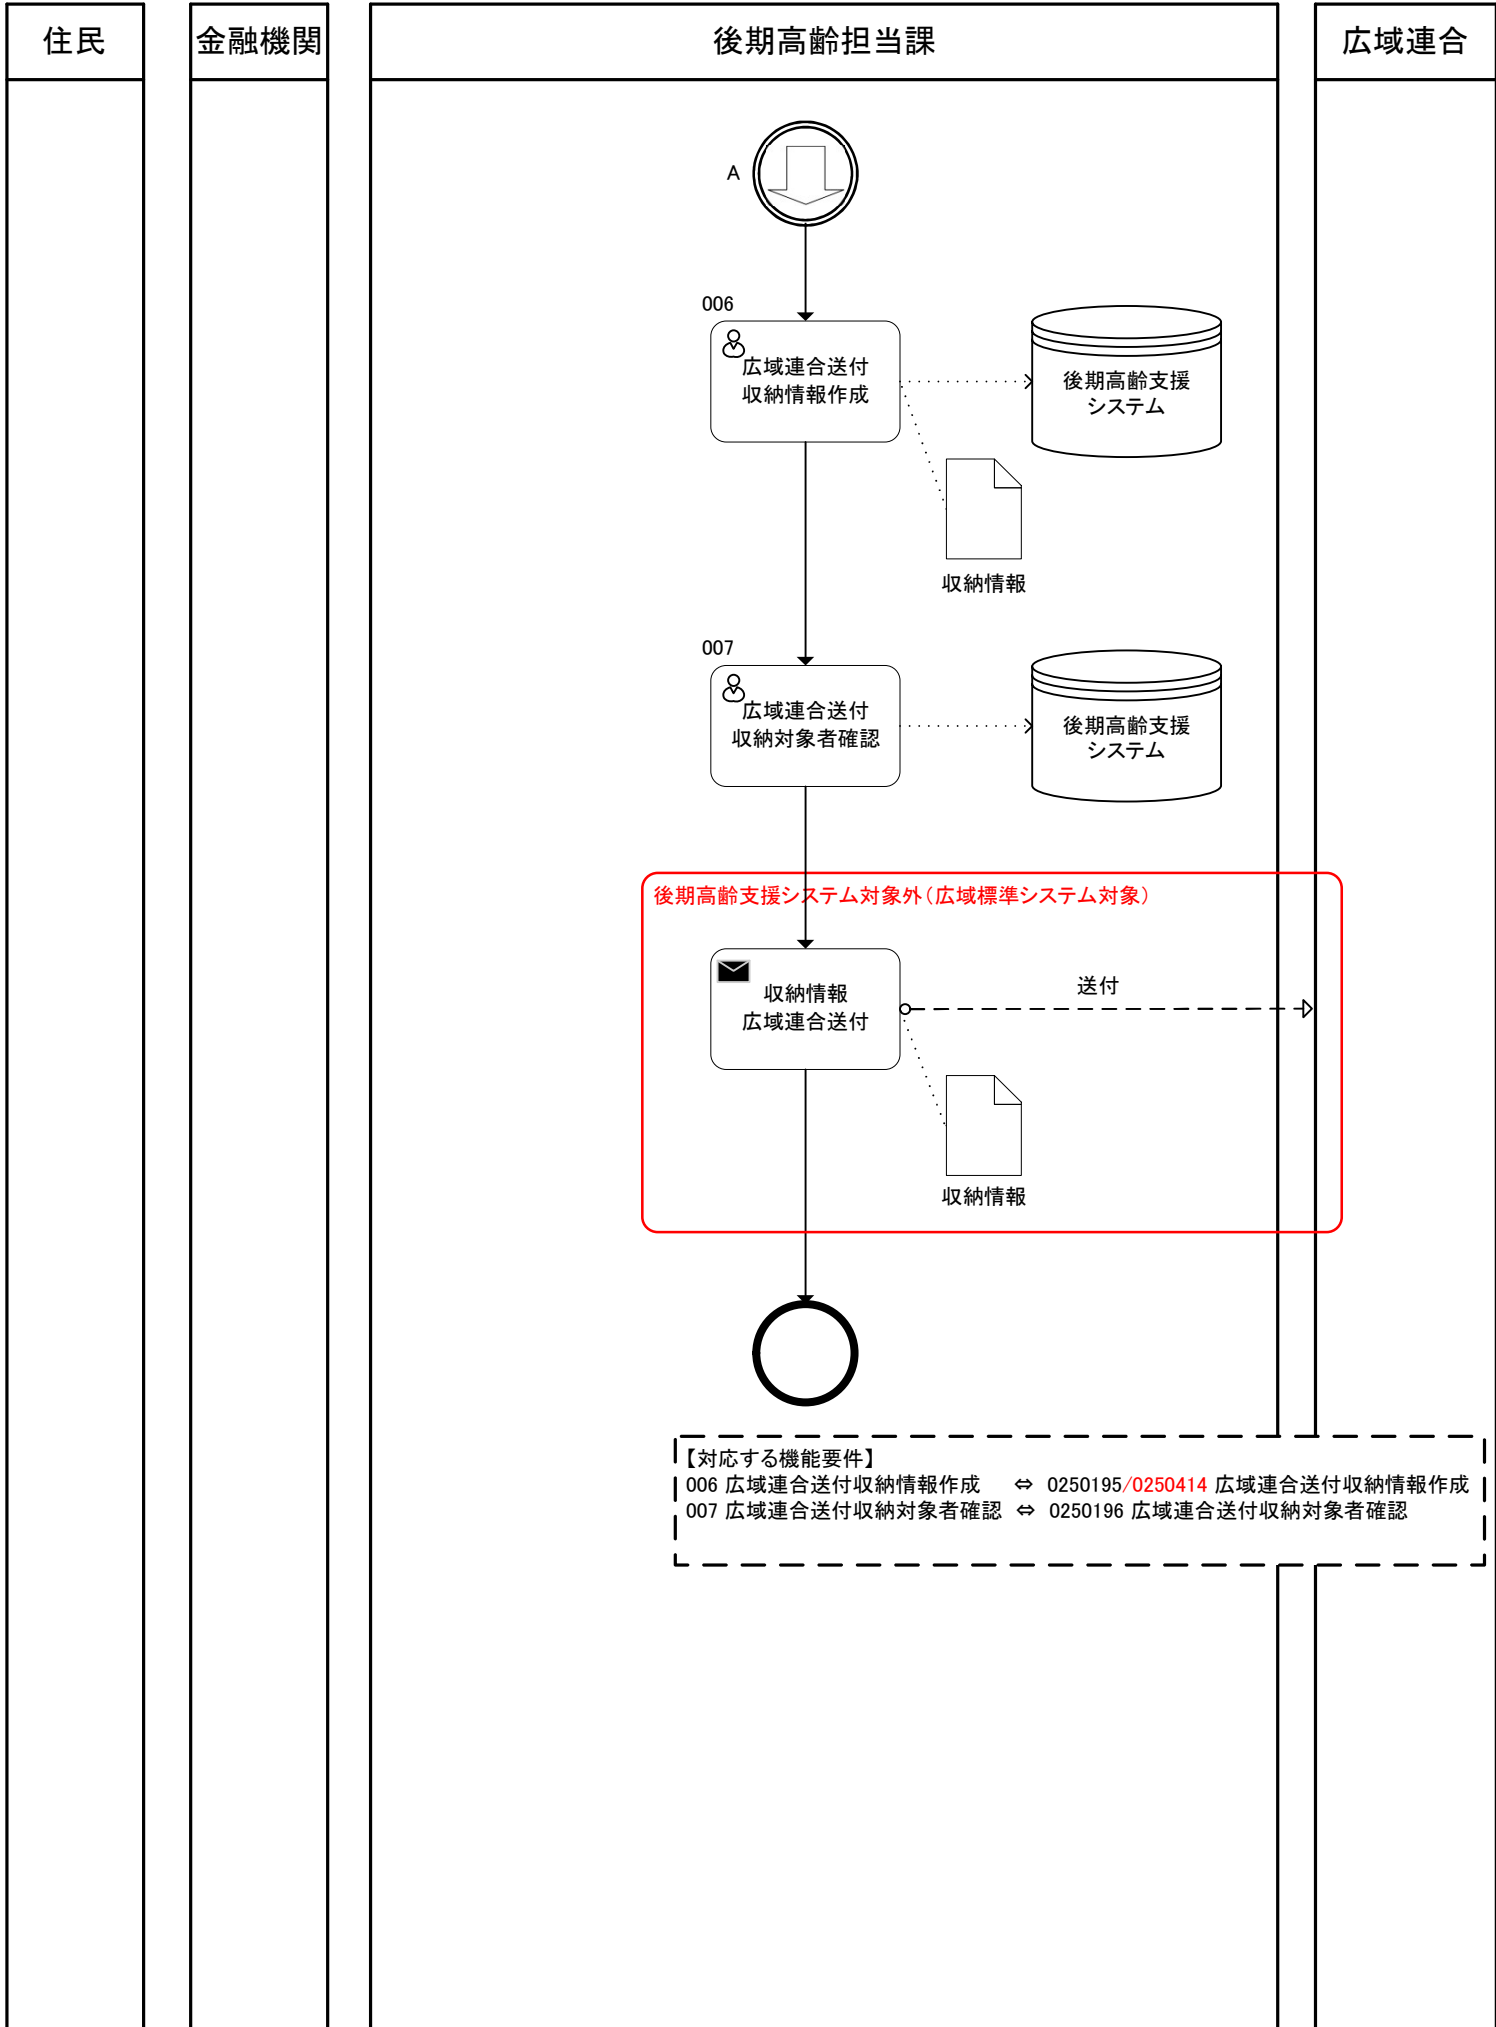 住民
金融機関
後期高齢担当課
広域連合
A
006
広域連合送付
収納情報作成
後期高齢支援
システム
収納情報
007
広域連合送付
収納対象者確認
後期高齢支援
システム
後期高齢支援システム対象外（広域標準システム対象）
収納情報
広域連合送付
送付
収納情報
【対応する機能要件】
006 広域連合送付収納情報作成 ⇔ 0250195/0250414 広域連合送付収納情報作成
007 広域連合送付収納対象者確認 ⇔ 0250196 広域連合送付収納対象者確認